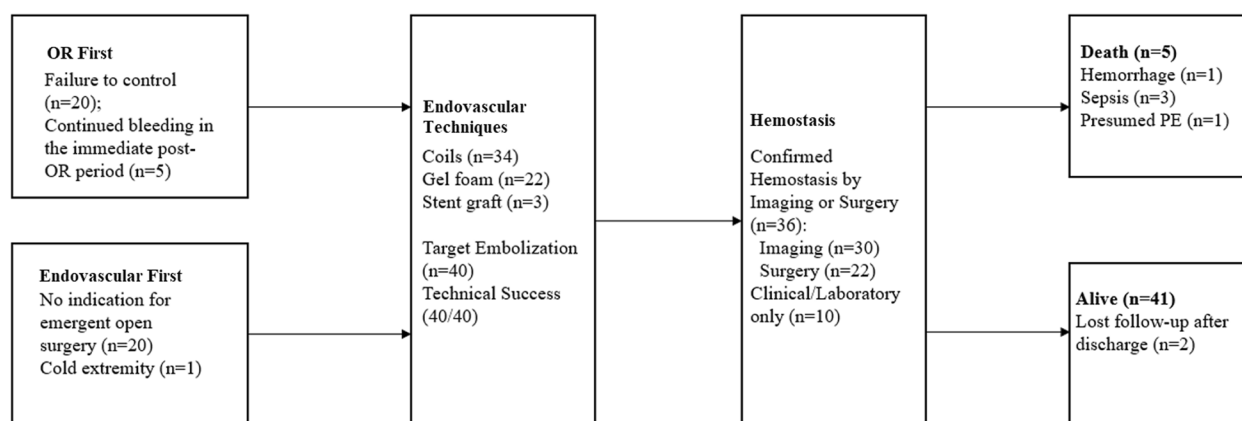 OR First
Failure to control
(n=20);
Continued bleeding in
the immediate post-
OR period (n=5)
Endovascular First
No indication for
emergent open
surgery (n=20)
Cold extremity (n=1)
Endovascular
Techniques
Coils (n=34)
Gel foam (n=22)
Stent graft (n=3)
Target Embolization
(n=40)
Technical Success
(40/40)
Hemostasis
Confirmed
Hemostasis by
Imaging or Surgery
(n=36):
Imaging (n=30)
Surgery (n=22)
Clinical/Laboratory
only (n=10)
Death (n=5)
Hemorrhage (n=1)
Sepsis (n=3)
Presumed PE (n=1)
Alive (n=41)
Lost follow-up after
discharge (n=2)